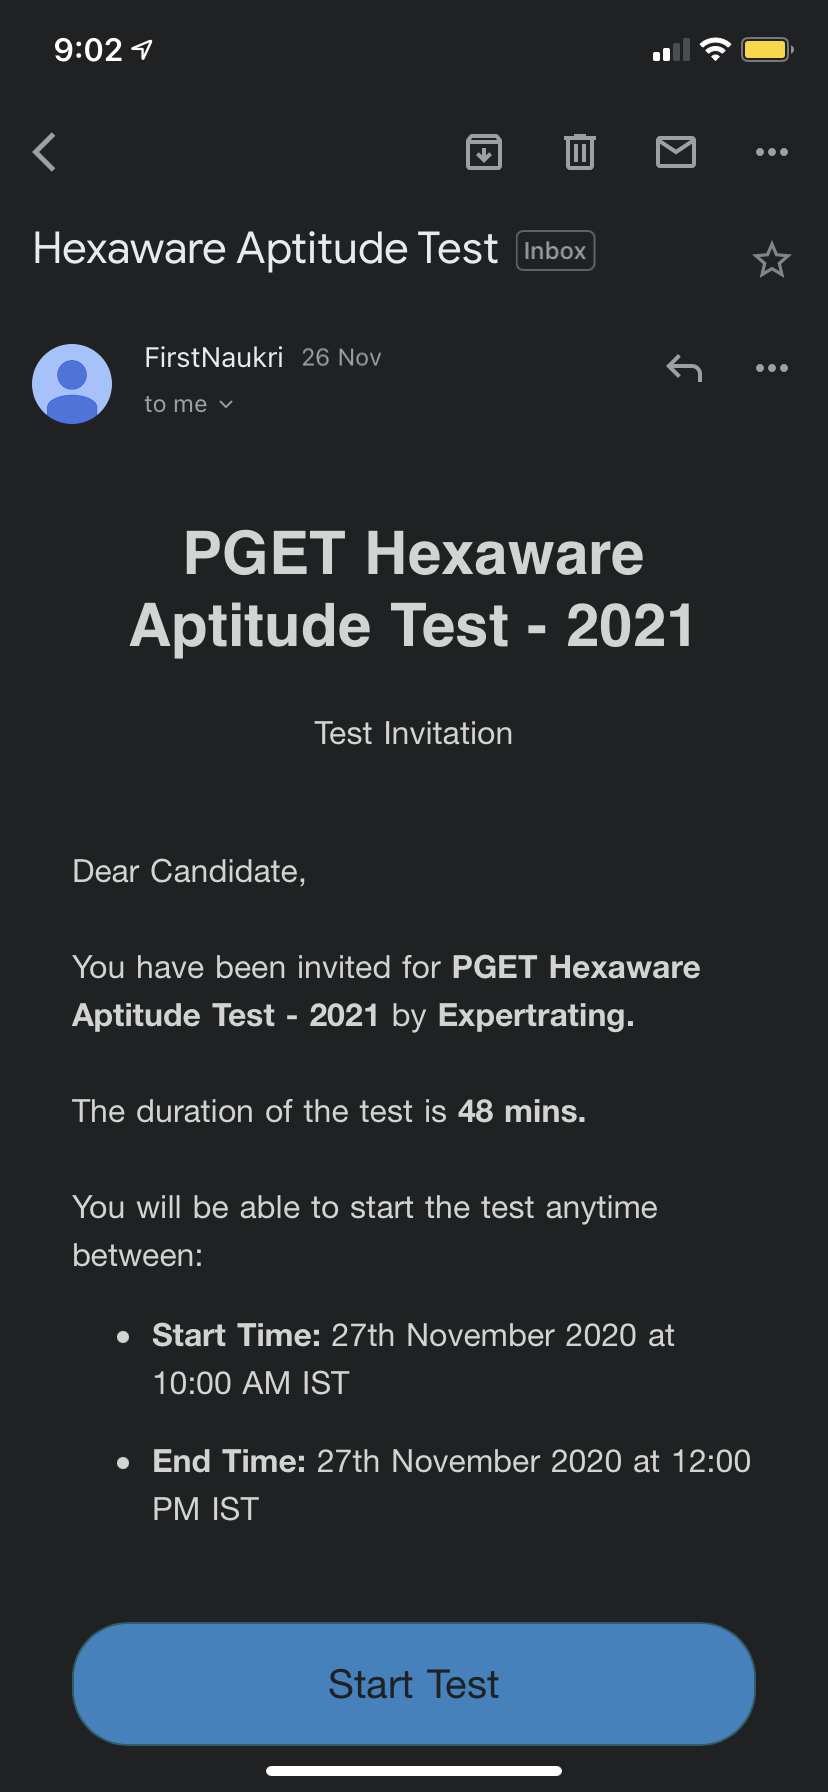 9:02
Hexaware Aptitude Test Inbox
FirstNaukri 26 Nov
to me
PGET Hexaware
Aptitude Test - 2021
Test Invitation
Dear Candidate,
You have been invited for PGET Hexaware
Aptitude Test - 2021 by Expertrating.
The duration of the test is 48 mins.
You will be able to start the test anytime
between:
• Start Time: 27th November 2020 at
10:00 AM IST
• End Time: 27th November 2020 at 12:00
PM IST
Start Test